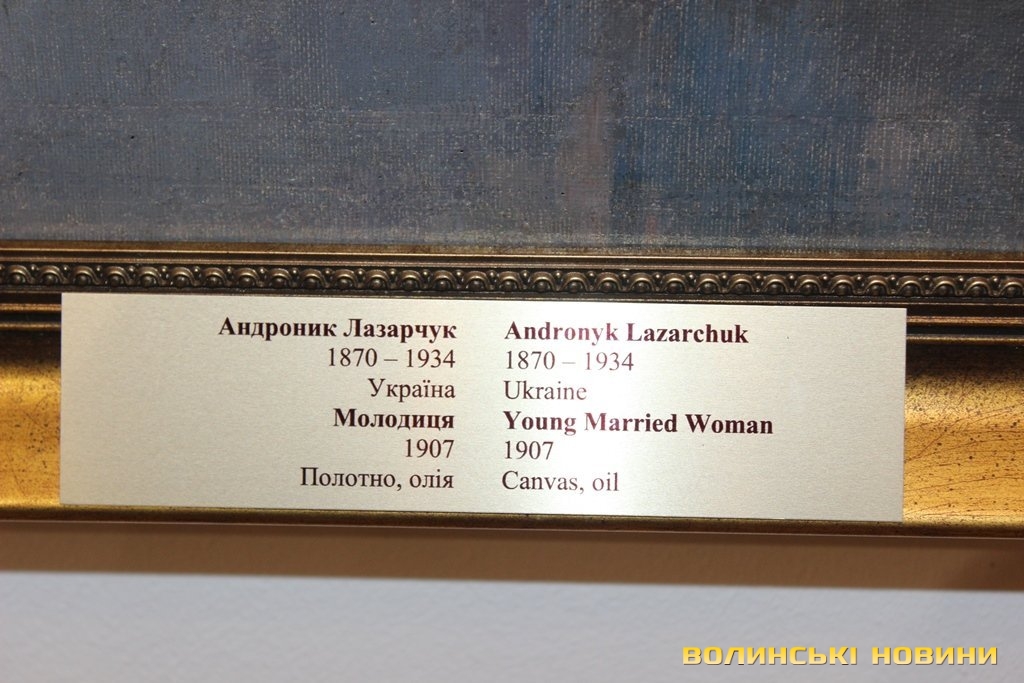 Андроник Лазарчук
1870 – 1934
Україна
Молодиця
1907
Полотно, олія
Andronyk Lazarchuk
1870 – 1934
Ukraine
Young Married Woman
1907
Canvas, oil
ВОЛИНСЬКІ НОВИНИ